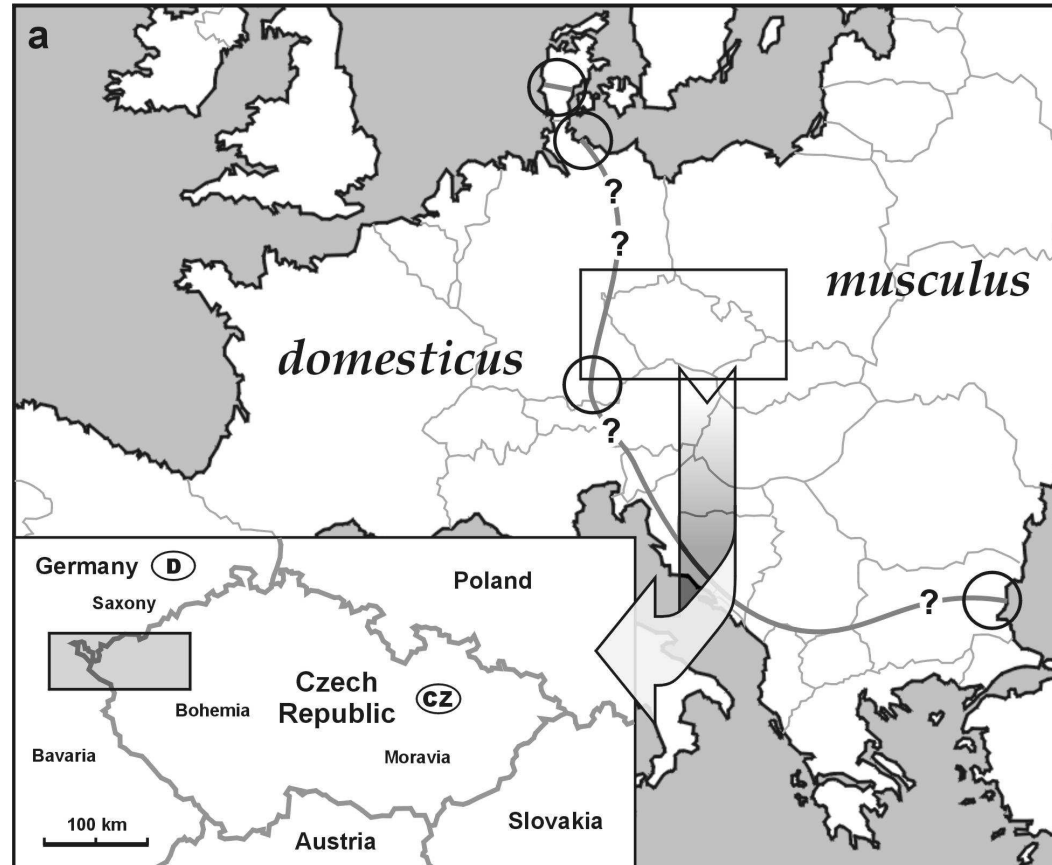 a
?
?
musculus
domesticus
?
?
Germany D
Saxony
Poland
Czech
Republic CZ
Bohemia
Bavaria
Moravia
100 km
Slovakia
Austria